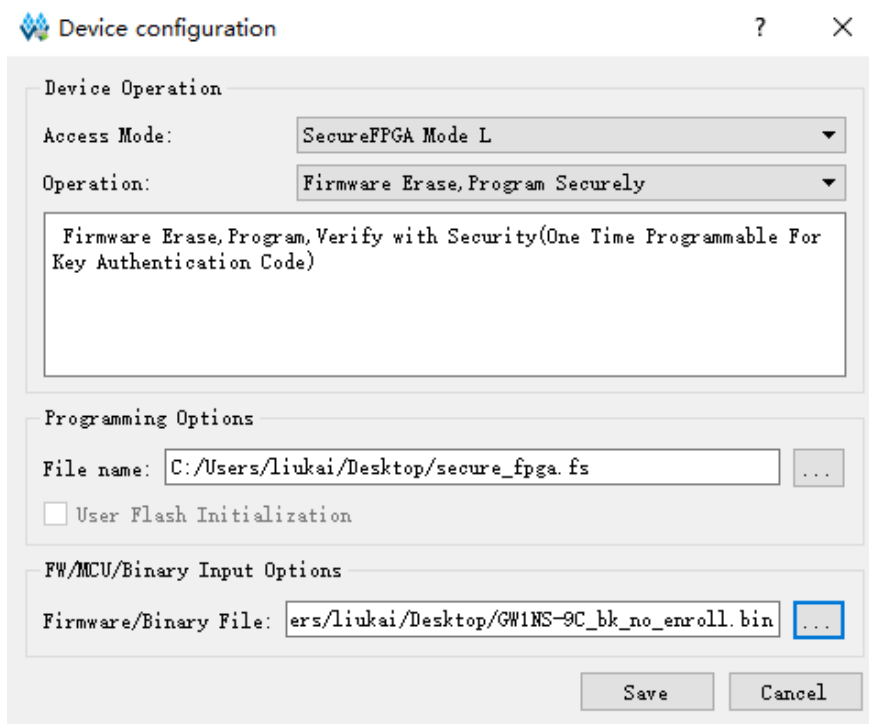 Device configuration
?
Device Operation
Access Mode:
SecureFPGA Mode L
Operation:
Firmware Erase,Program Securely
Firmware Erase,Program,Verify with Security(One Time Programmable For
Key Authentication Code)
Programming Options
File name:
C:/Users/liukai/Desktop/secure_fpga.fs
...
User Flash Initialization
FW/MCU/Binary Input Options
Firmware/Binary File:
ers/liukai/Desktop/GW1NS-9C_bk_no_enroll.bin
...
Save
Cancel